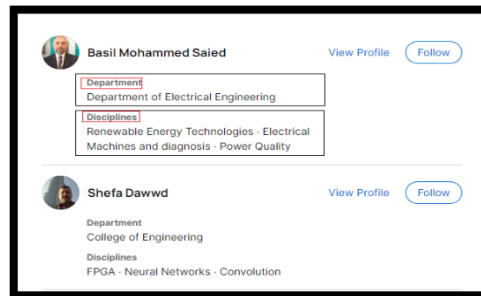 Basil Mohammed Saied View Profile Follow
Department
Department of Electrical Engineering
Disciplines
Renewable Energy Technologies · Electrical
Machines and diagnosis · Power Quality
Shefa Dawwd View Profile Follow
Department
College of Engineering
Disciplines
FPGA · Neural Networks · Convolution